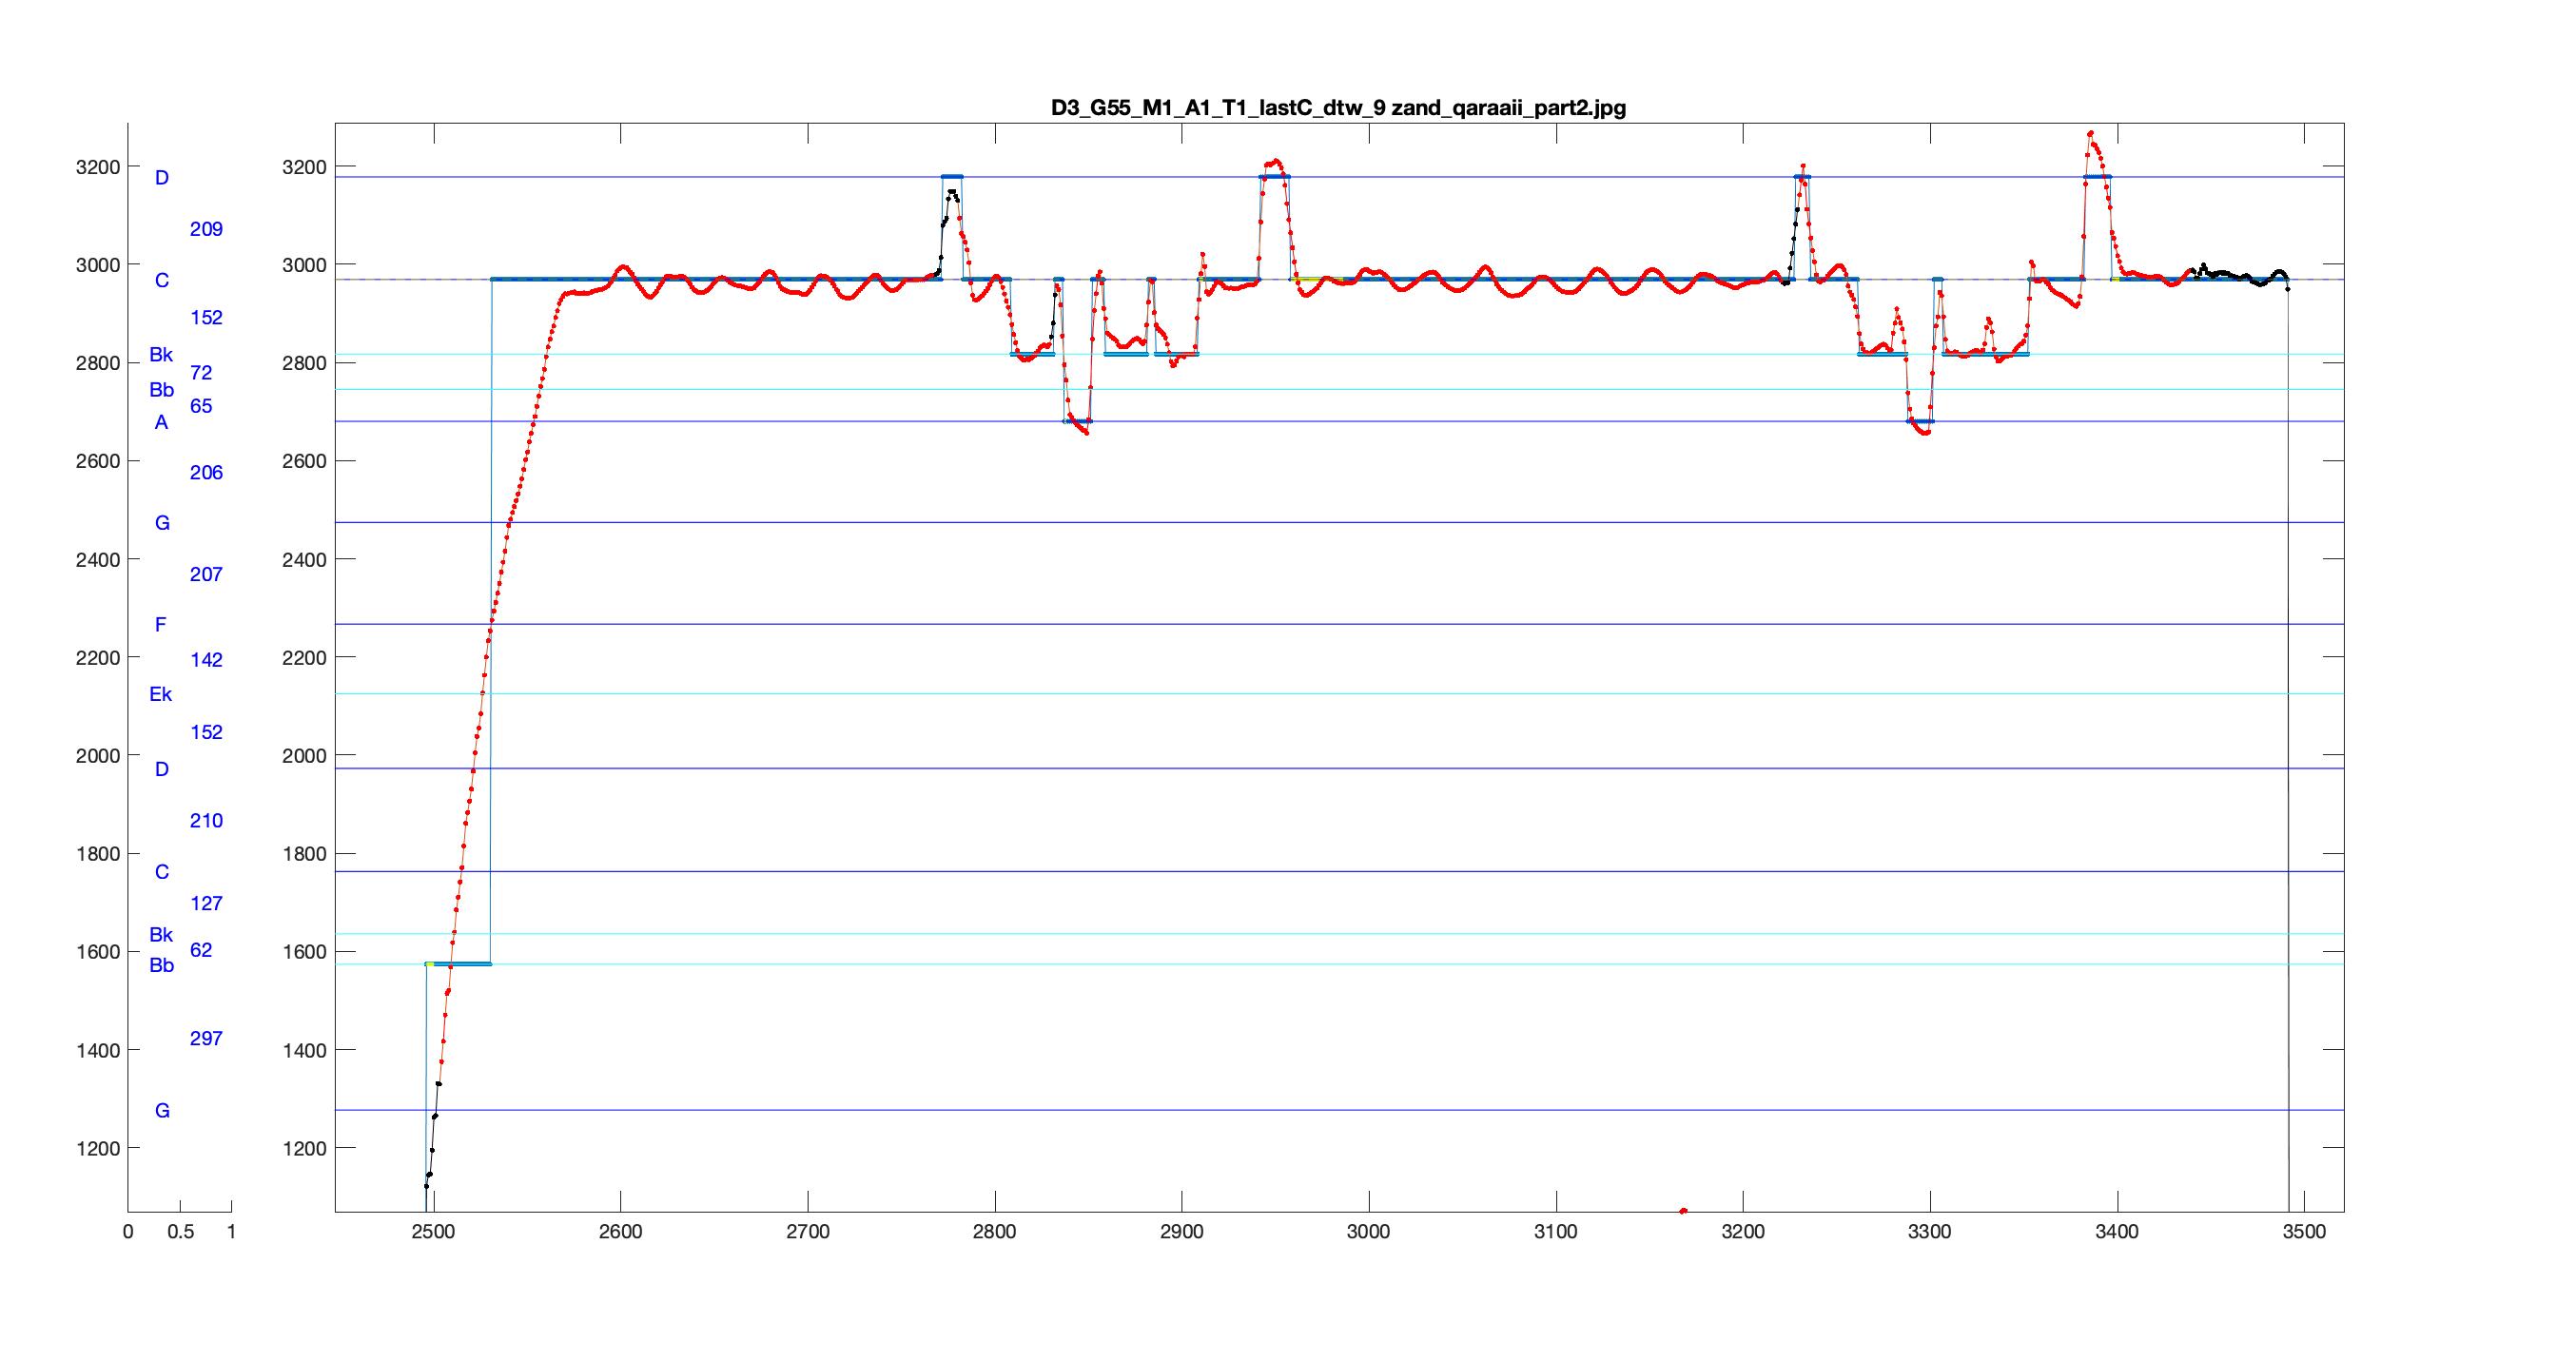 D3_G55_M1_A1_T1_lastC_dtw_9 zand_qaraaii_part2.jpg
3200 3200
D
209
3000 3000
C
152
Bk
2800 2800
72
Bb
65
A
2600 206 2600
G
2400 2400
207
F
2200 142 2200
Ek
152
2000 2000
D
210
1800 1800
C
127
Bk
1600 62 1600
Bb
1400 297 1400
G
1200 1200
0 0.5 1 2500 2600 2700 2800 2900 3000 3100 3200 3300 3400 3500